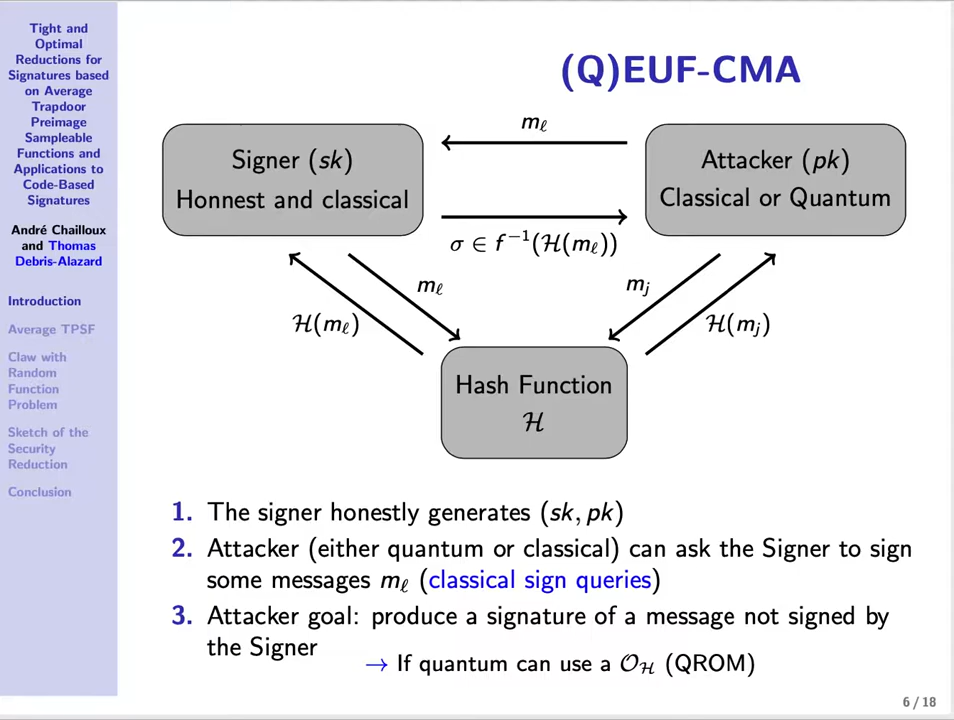 Tight and
Optimal
Reductions for
Signatures based
on Average
Trapdoor
Preimage
Sampleable
Functions and
Applications to
Code-Based
Signatures
André Chailloux
and Thomas
Debris-Alazard
Introduction
Average TPSF
Claw with
Random
Function
Problem
Sketch of the
Security
Reduction
Conclusion
(Q)EUF-CMA
mℓ
Signer (sk)
Honnest and classical
Attacker (pk)
Classical or Quantum
σ ∈ f⁻¹(ℋ(mℓ))
mℓ
mj
ℋ(mℓ)
ℋ(mj)
Hash Function
ℋ
1. The signer honestly generates (sk, pk)
2. Attacker (either quantum or classical) can ask the Signer to sign
some messages mℓ (classical sign queries)
3. Attacker goal: produce a signature of a message not signed by
the Signer
→ If quantum can use a 𝒪ℋ (QROM)
6 / 18